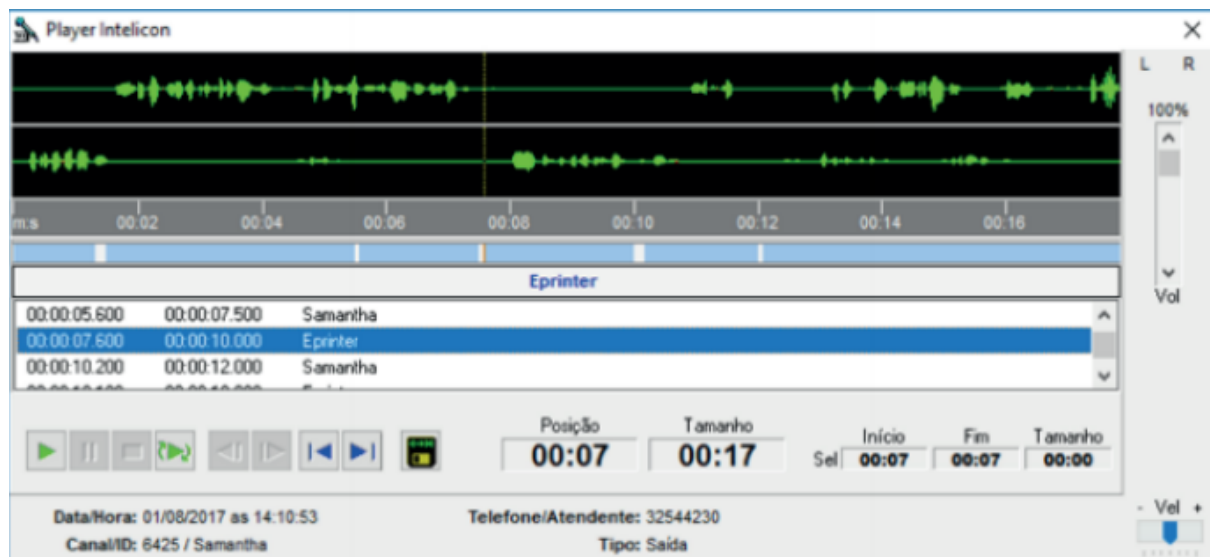 Player Intelicon
L R
100%
m:s 00:02 00:04 00:06 00:08 00:10 00:12 00:14 00:16
Eprinter
Vol
00:00:05.600 00:00:07.500 Samantha
00:00:07.600 00:00:10.000 Eprinter
00:00:10.200 00:00:12.000 Samantha
Posição Tamanho
00:07 00:17
Início Fim Tamanho
Sel 00:07 00:07 00:00
- Vel +
Data/Hora: 01/08/2017 as 14:10:53 Telefone/Atendente: 32544230
Canal/ID: 6425 / Samantha Tipo: Saída